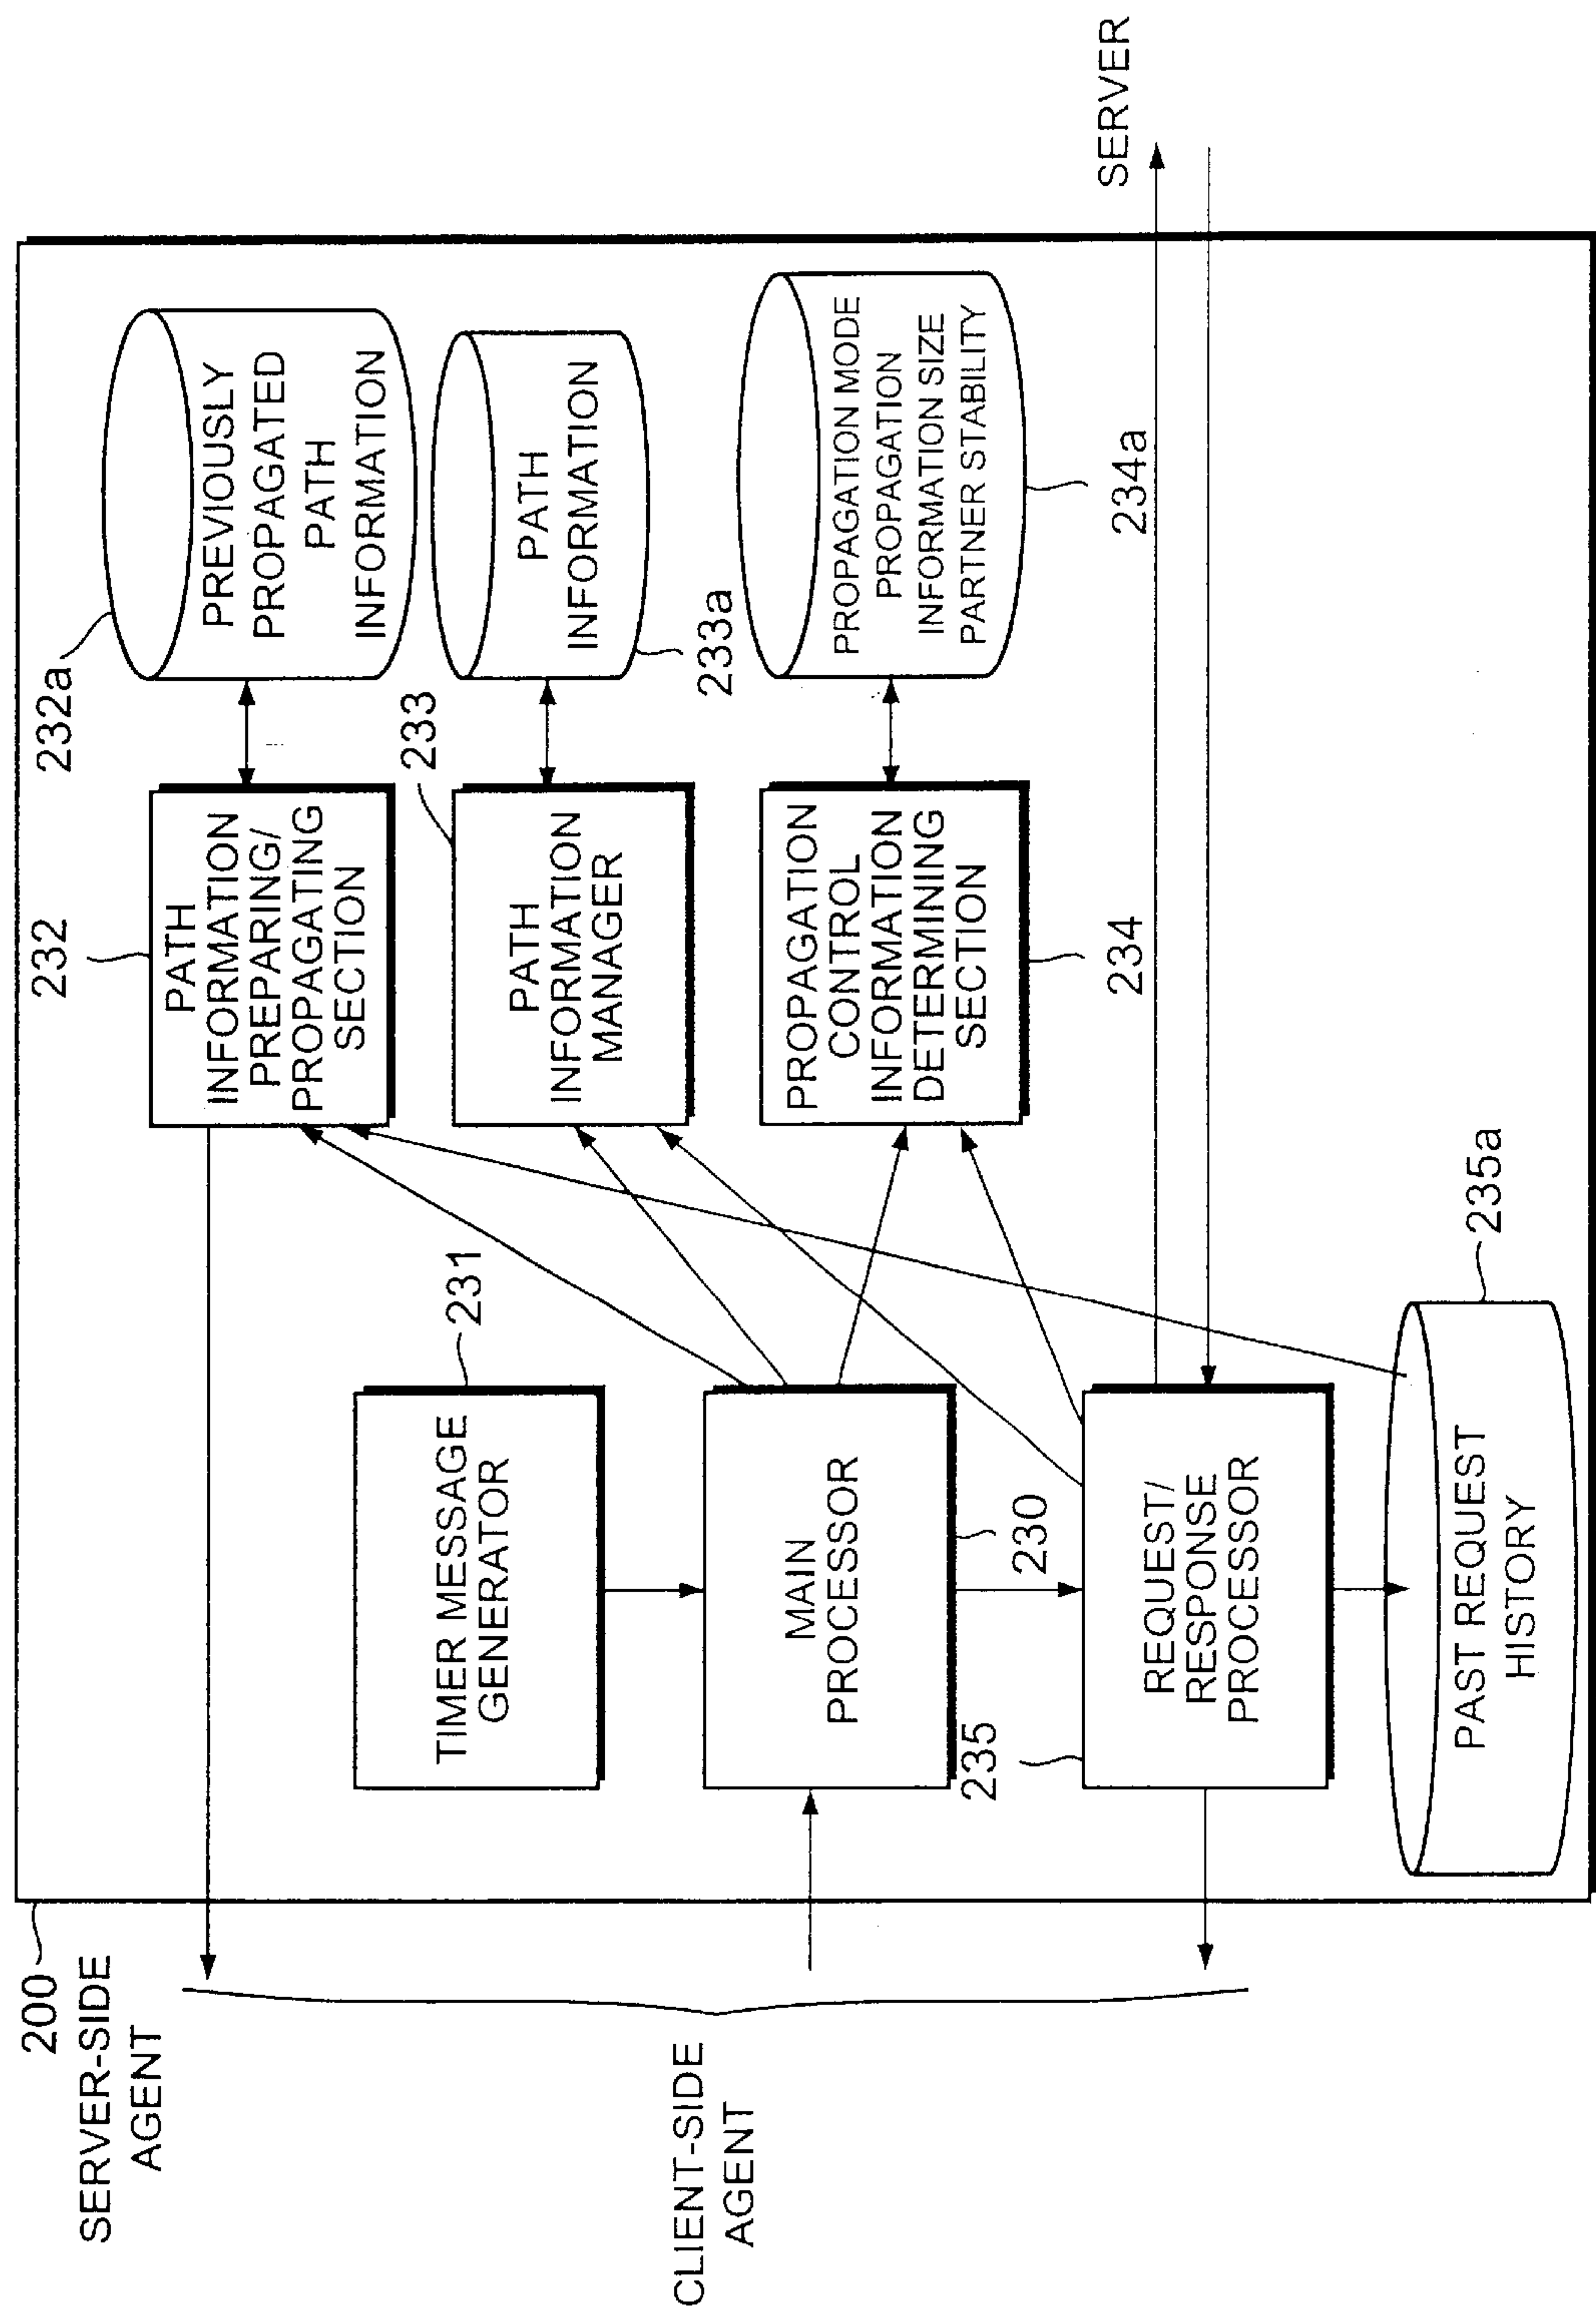 200
SERVER-SIDE
AGENT
CLIENT-SIDE
AGENT
SERVER
TIMER MESSAGE
GENERATOR
231
MAIN
PROCESSOR
230
REQUEST/
RESPONSE
PROCESSOR
235
PAST REQUEST
HISTORY
235a
PATH
INFORMATION
PREPARING/
PROPAGATING
SECTION
232
PATH
INFORMATION
MANAGER
233
PROPAGATION
CONTROL
INFORMATION
DETERMINING
SECTION
234
PREVIOUSLY
PROPAGATED
PATH
INFORMATION
232a
PATH
INFORMATION
233a
PROPAGATION MODE
PROPAGATION
INFORMATION SIZE
PARTNER STABILITY
234a